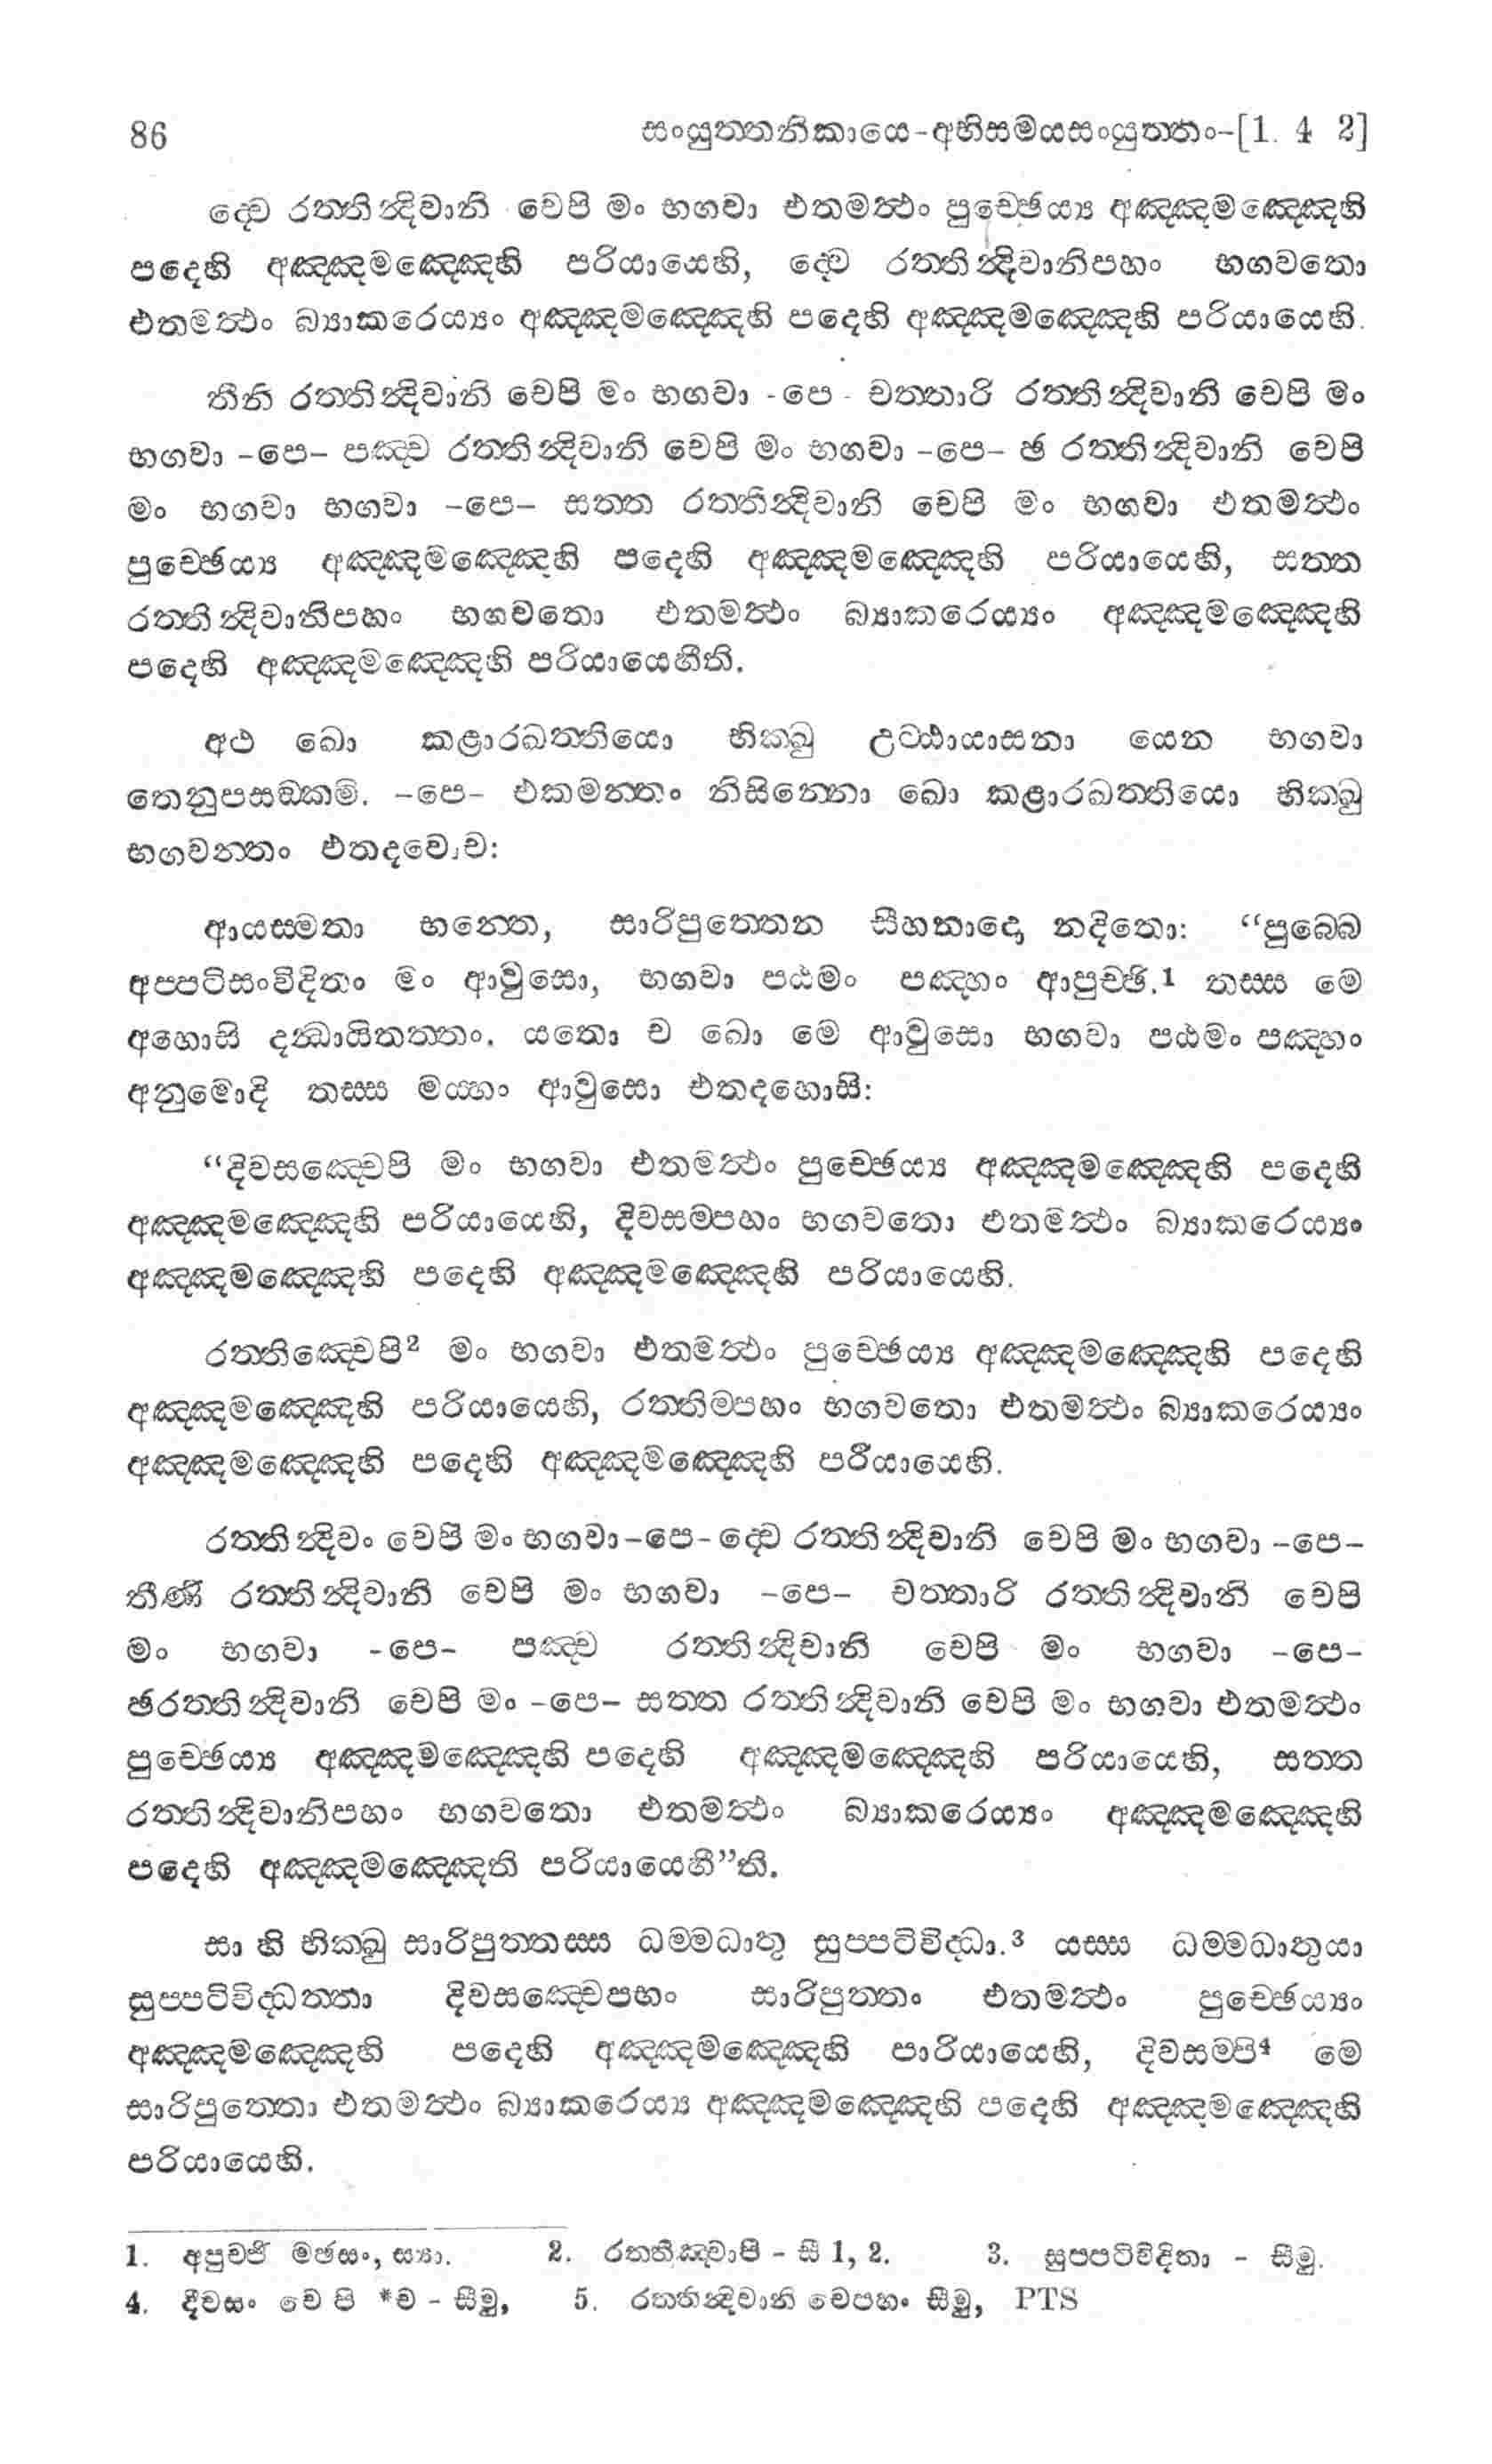 86 සංයුත්තනිකායෙ-අභිසමයසංයුත්තං-[1. 4 2]
ද්වෙ රත්තින්දිවානි චෙපි මං භගවා එතමත්ථං පුච්ඡෙය්‍ය අඤ්ඤමඤ්ඤෙහි
පදෙහි අඤ්ඤමඤ්ඤෙහි පරියායෙහි, ද්වෙ රත්තින්දිවානිපහං භගවතො
එතමත්ථං බ්‍යාකරෙය්‍යං අඤ්ඤමඤ්ඤෙහි පදෙහි අඤ්ඤමඤ්ඤෙහි පරියායෙහි.
තීනි රත්තින්දිවානි චෙපි මං භගවා -පෙ- චත්තාරි රත්තින්දිවානි චෙපි මං
භගවා -පෙ- පඤ්ච රත්තින්දිවානි චෙපි මං භගවා -පෙ- ඡ රත්තින්දිවානි චෙපි
මං භගවා භගවා -පෙ- සත්ත රත්තින්දිවානි චෙපි මං භගවා එතමත්ථං
පුච්ඡෙය්‍ය අඤ්ඤමඤ්ඤෙහි පදෙහි අඤ්ඤමඤ්ඤෙහි පරියායෙහි, සත්ත
රත්තින්දිවානිපහං භගවතො එතමත්ථං බ්‍යාකරෙය්‍යං අඤ්ඤමඤ්ඤෙහි
පදෙහි අඤ්ඤමඤ්ඤෙහි පරියායෙහීති.
අථ ඛො කළාරඛත්තියො භික්ඛු උට්ඨායාසනා යෙන භගවා
තෙනුපසඞ්කමි. -පෙ- එකමන්තං නිසින්නො ඛො කළාරඛත්තියො භික්ඛු
භගවන්තං එතදවොච:
ආයස්මතා භන්තෙ, සාරිපුත්තෙන සීහනාදො නදිතො: “පුබ්බෙ
අප්පටිසංවිදිතං මං ආවුසො, භගවා පඨමං පඤ්හං ආපුච්ඡි.1 තස්ස මෙ
අහොසි දන්ධායිතත්තං. යතො ච ඛො මෙ ආවුසො භගවා පඨමං පඤ්හං
අනුමොදි තස්ස මය්හං ආවුසො එතදහොසි:
“දිවසඤ්චෙපි මං භගවා එතමත්ථං පුච්ඡෙය්‍ය අඤ්ඤමඤ්ඤෙහි පදෙහි
අඤ්ඤමඤ්ඤෙහි පරියායෙහි, දිවසම්පහං භගවතො එතමත්ථං බ්‍යාකරෙය්‍යං
අඤ්ඤමඤ්ඤෙහි පදෙහි අඤ්ඤමඤ්ඤෙහි පරියායෙහි.
රත්තිඤ්චෙපි2 මං භගවා එතමත්ථං පුච්ඡෙය්‍ය අඤ්ඤමඤ්ඤෙහි පදෙහි
අඤ්ඤමඤ්ඤෙහි පරියායෙහි, රත්තිම්පහං භගවතො එතමත්ථං බ්‍යාකරෙය්‍යං
අඤ්ඤමඤ්ඤෙහි පදෙහි අඤ්ඤමඤ්ඤෙහි පරියායෙහි.
රත්තින්දිවං චෙපි මං භගවා-පෙ-ද්වෙ රත්තින්දිවානි චෙපි මං භගවා -පෙ-
තීණි රත්තින්දිවානි චෙපි මං භගවා -පෙ- චත්තාරි රත්තින්දිවානි චෙපි
මං භගවා -පෙ- පඤ්ච රත්තින්දිවානි චෙපි මං භගවා -පෙ-
ඡරත්තින්දිවානි චෙපි මං -පෙ- සත්ත රත්තින්දිවානි චෙපි මං භගවා එතමත්ථං
පුච්ඡෙය්‍ය අඤ්ඤමඤ්ඤෙහි පදෙහි අඤ්ඤමඤ්ඤෙහි පරියායෙහි, සත්ත
රත්තින්දිවානිපහං භගවතො එතමත්ථං බ්‍යාකරෙය්‍යං අඤ්ඤමඤ්ඤෙහි
පදෙහි අඤ්ඤමඤ්ඤෙති පරියායෙහී”ති.
සා හි භික්ඛු සාරිපුත්තස්ස ධම්මධාතු සුප්පටිවිද්ධා.3 යස්ස ධම්මධාතුයා
සුප්පටිවිද්ධත්තා දිවසඤ්චෙපහං සාරිපුත්තං එතමත්ථං පුච්ඡෙය්‍යං
අඤ්ඤමඤ්ඤෙහි පදෙහි අඤ්ඤමඤ්ඤෙහි පාරියායෙහි, දිවසම්පි4 මෙ
සාරිපුත්තො එතමත්ථං බ්‍යාකරෙය්‍ය අඤ්ඤමඤ්ඤෙහි පදෙහි අඤ්ඤමඤ්ඤෙහි
පරියායෙහි.
1. අපුච්ඡි මඡසං, ස්‍යා. 2. රත්තිඤ්චාපි - සී 1, 2. 3. සුප්පටිවිදිතා - සීමු.
4. දිවසං චෙ පි *ච - සීමු, 5. රත්තින්දිවානි චෙපහං සීමු, PTS